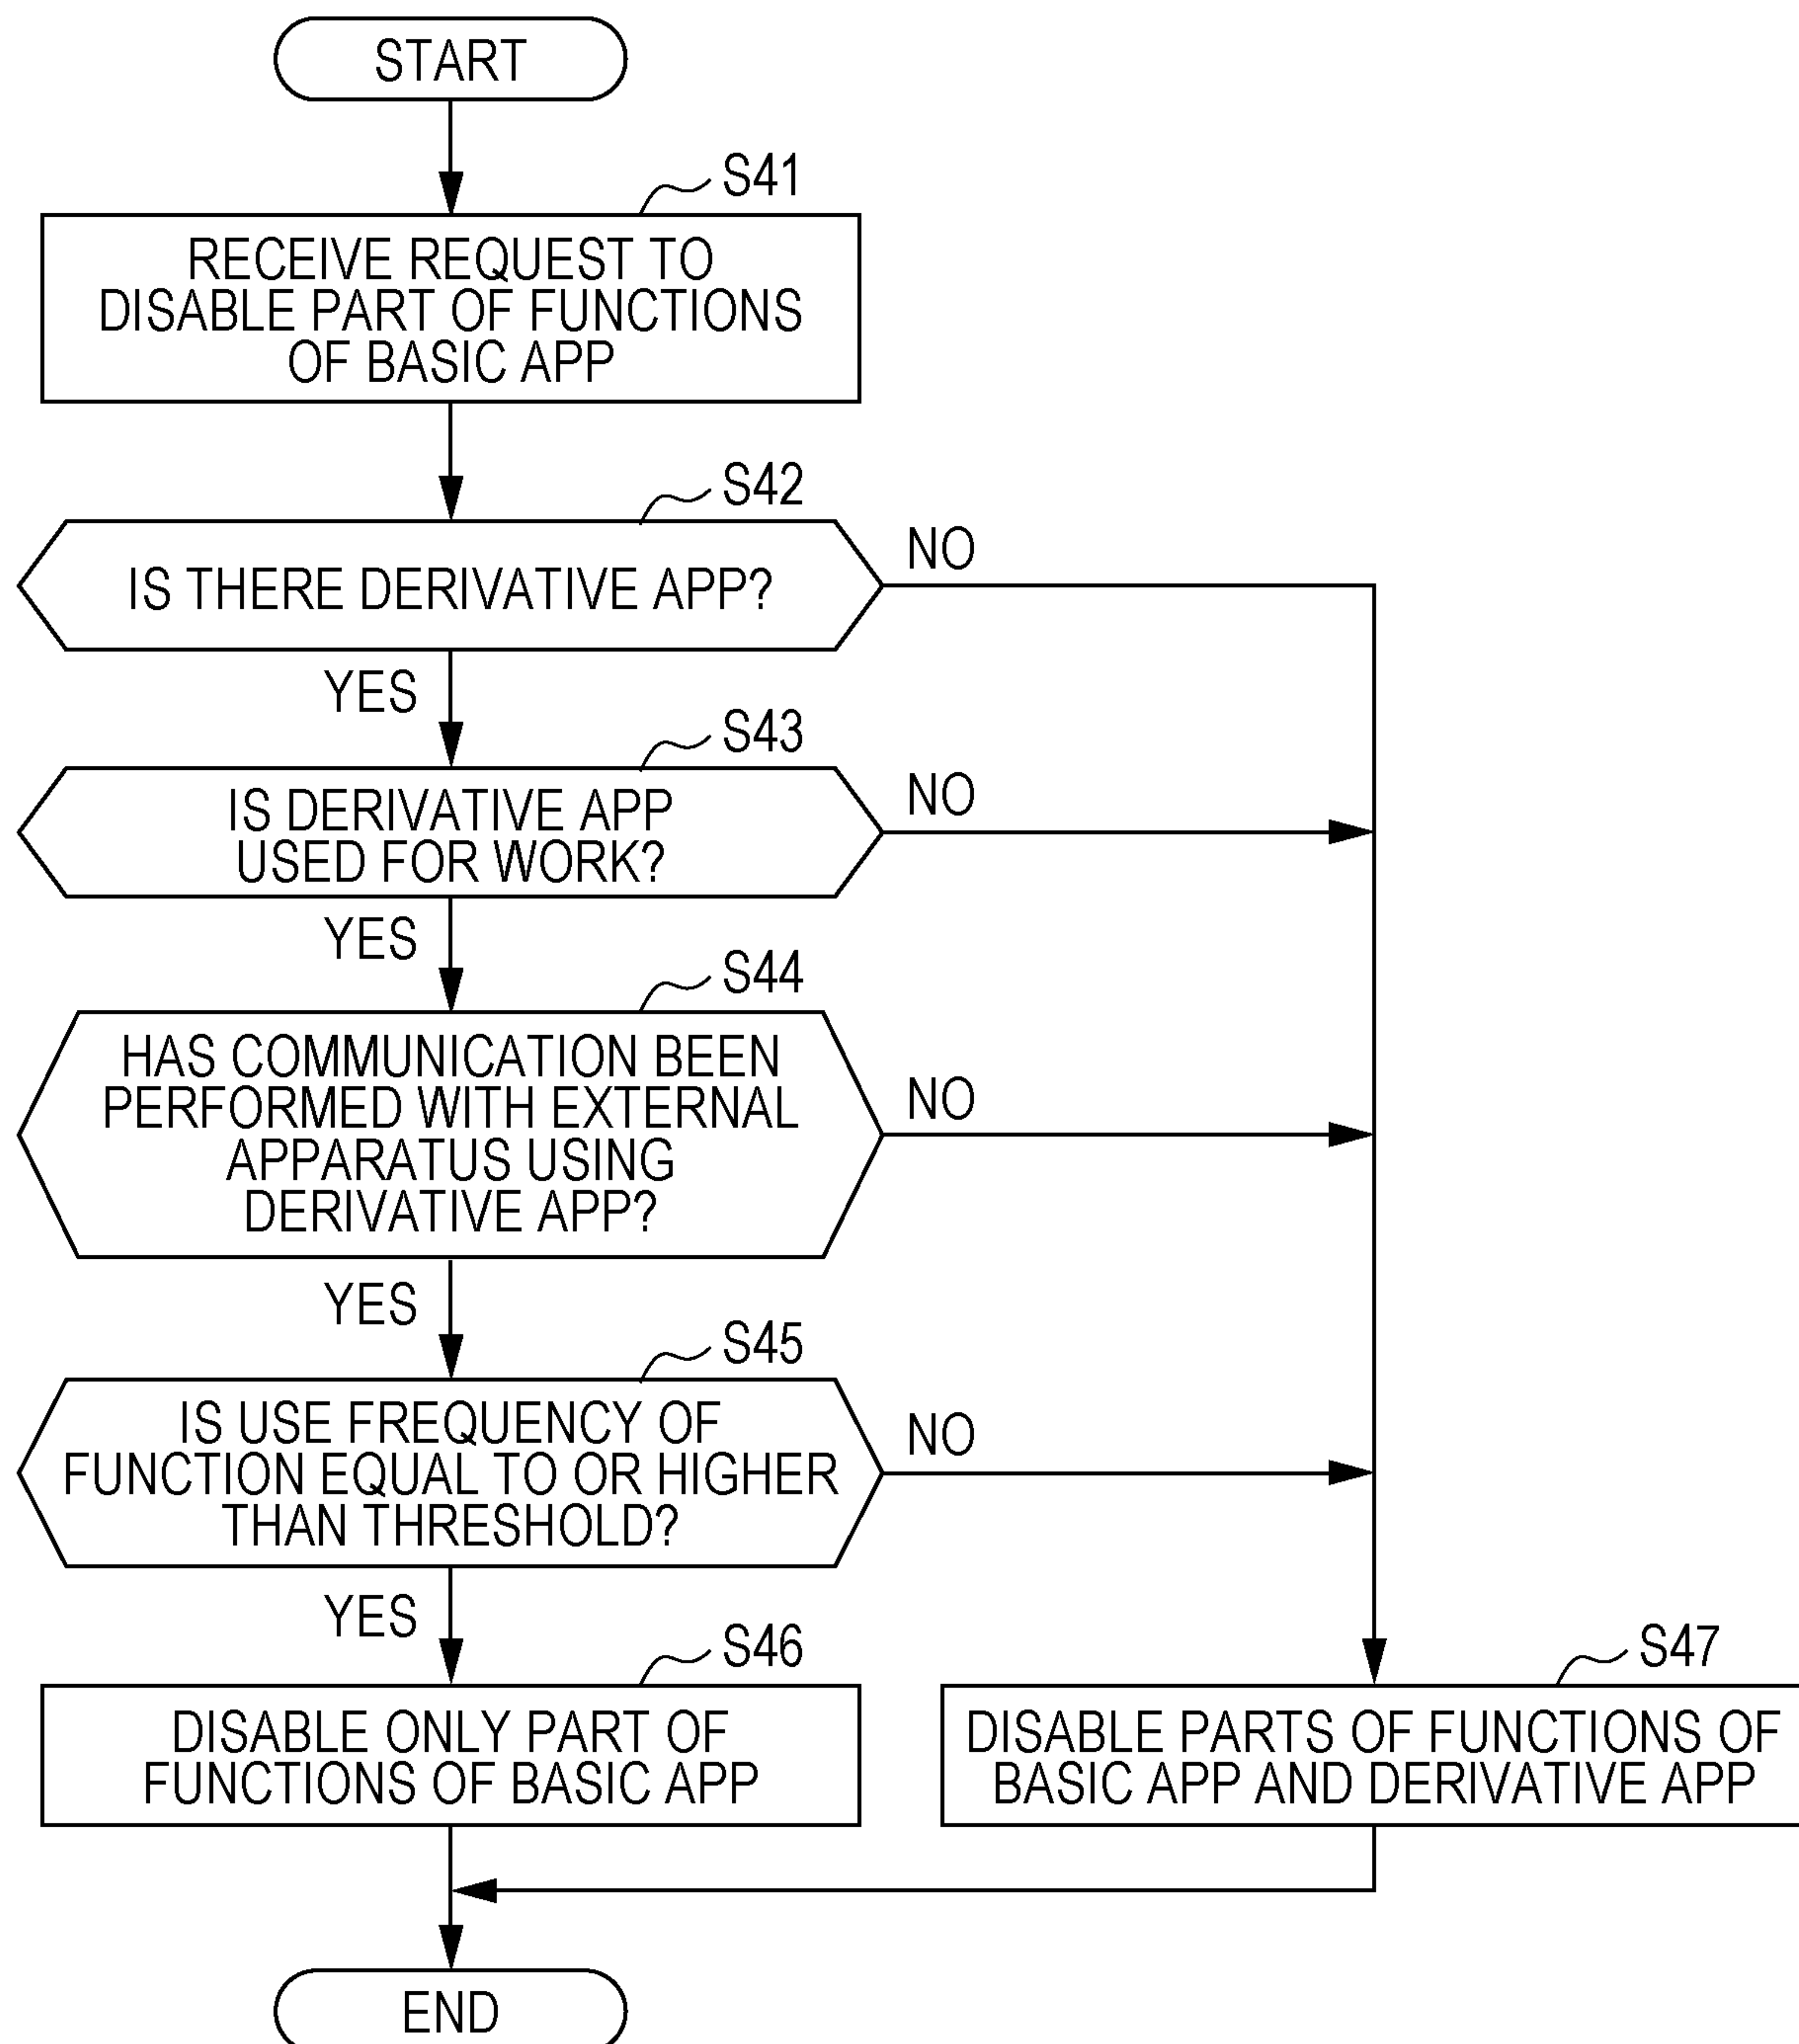 START
S41
RECEIVE REQUEST TO
DISABLE PART OF FUNCTIONS
OF BASIC APP
S42
IS THERE DERIVATIVE APP?
NO
YES
S43
IS DERIVATIVE APP
USED FOR WORK?
NO
YES
S44
HAS COMMUNICATION BEEN
PERFORMED WITH EXTERNAL
APPARATUS USING
DERIVATIVE APP?
NO
YES
S45
IS USE FREQUENCY OF
FUNCTION EQUAL TO OR HIGHER
THAN THRESHOLD?
NO
YES
S46
DISABLE ONLY PART OF
FUNCTIONS OF BASIC APP
S47
DISABLE PARTS OF FUNCTIONS OF
BASIC APP AND DERIVATIVE APP
END